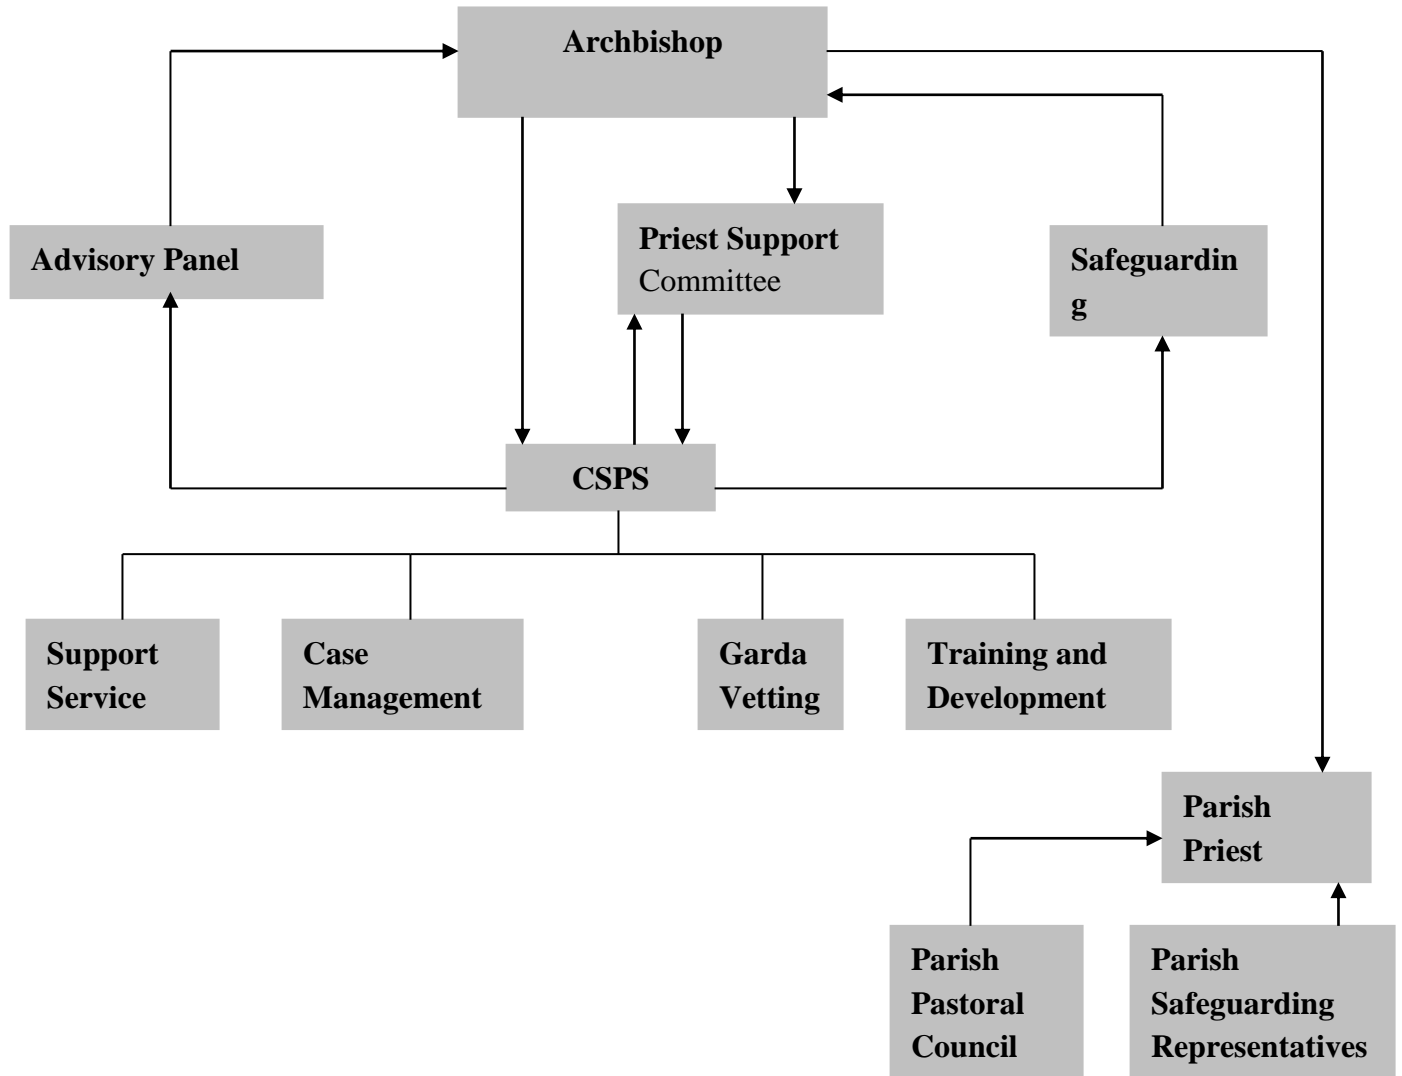 Archbishop
Advisory Panel
Priest Support
Committee
Safeguardin
g
CSPS
Support
Service
Case
Management
Garda
Vetting
Training and
Development
Parish
Priest
Parish
Pastoral
Council
Parish
Safeguarding
Representatives